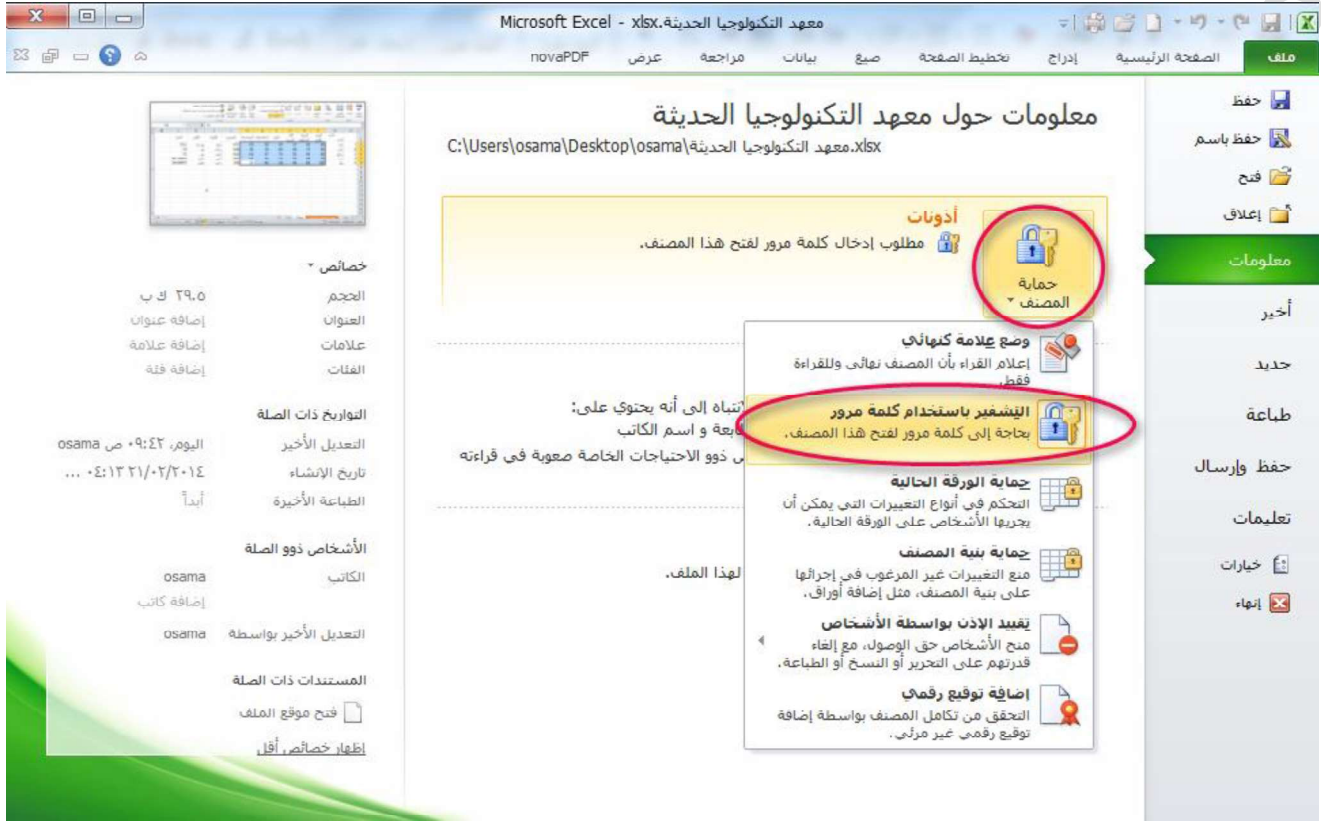 معهد التكنولوجيا الحديثة.xlsx - Microsoft Excel
ملف الصفحة الرئيسية إدراج تخطيط الصفحة صيغ بيانات مراجعة عرض novaPDF
حفظ
حفظ باسم
فتح
إغلاق
معلومات
أخير
جديد
طباعة
حفظ وإرسال
تعليمات
خيارات
إنهاء
معلومات حول معهد التكنولوجيا الحديثة
C:\Users\osama\Desktop\osama\معهد التكنولوجيا الحديثة.xlsx
أذونات
مطلوب إدخال كلمة مرور لفتح هذا المصنف.
حماية
المصنف
وضع علامة كنهائي
إعلام القراء بأن المصنف نهائي وللقراءة
فقط.
التشفير باستخدام كلمة مرور
بحاجة إلى كلمة مرور لفتح هذا المصنف.
حماية الورقة الحالية
التحكم في أنواع التغييرات التي يمكن أن
يجريها الأشخاص على الورقة الحالية.
حماية بنية المصنف
منع التغييرات غير المرغوب في إجرائها
على بنية المصنف، مثل إضافة أوراق.
تقييد الإذن بواسطة الأشخاص
منح الأشخاص حق الوصول، مع إلغاء
قدرتهم على التحرير أو النسخ أو الطباعة.
إضافة توقيع رقمي
التحقق من تكامل المصنف بواسطة إضافة
توقيع رقمي غير مرئي.
إلى أنه يحتوي على:
و اسم الكاتب
ذوو الاحتياجات الخاصة صعوبة في قراءته
لهذا الملف.
خصائص
الحجم ٢٩.٥ ك ب
العنوان إضافة عنوان
علامات إضافة علامة
الفئات إضافة فئة
التواريخ ذات الصلة
التعديل الأخير اليوم، ٠٩:٤٢ ص osama
تاريخ الإنشاء ٢١/٠٢/٢٠١٤ ٠٤:١٣ ...
الطباعة الأخيرة أبداً
الأشخاص ذوو الصلة
الكاتب osama
إضافة كاتب
التعديل الأخير بواسطة osama
المستندات ذات الصلة
فتح موقع الملف
إظهار خصائص أقل